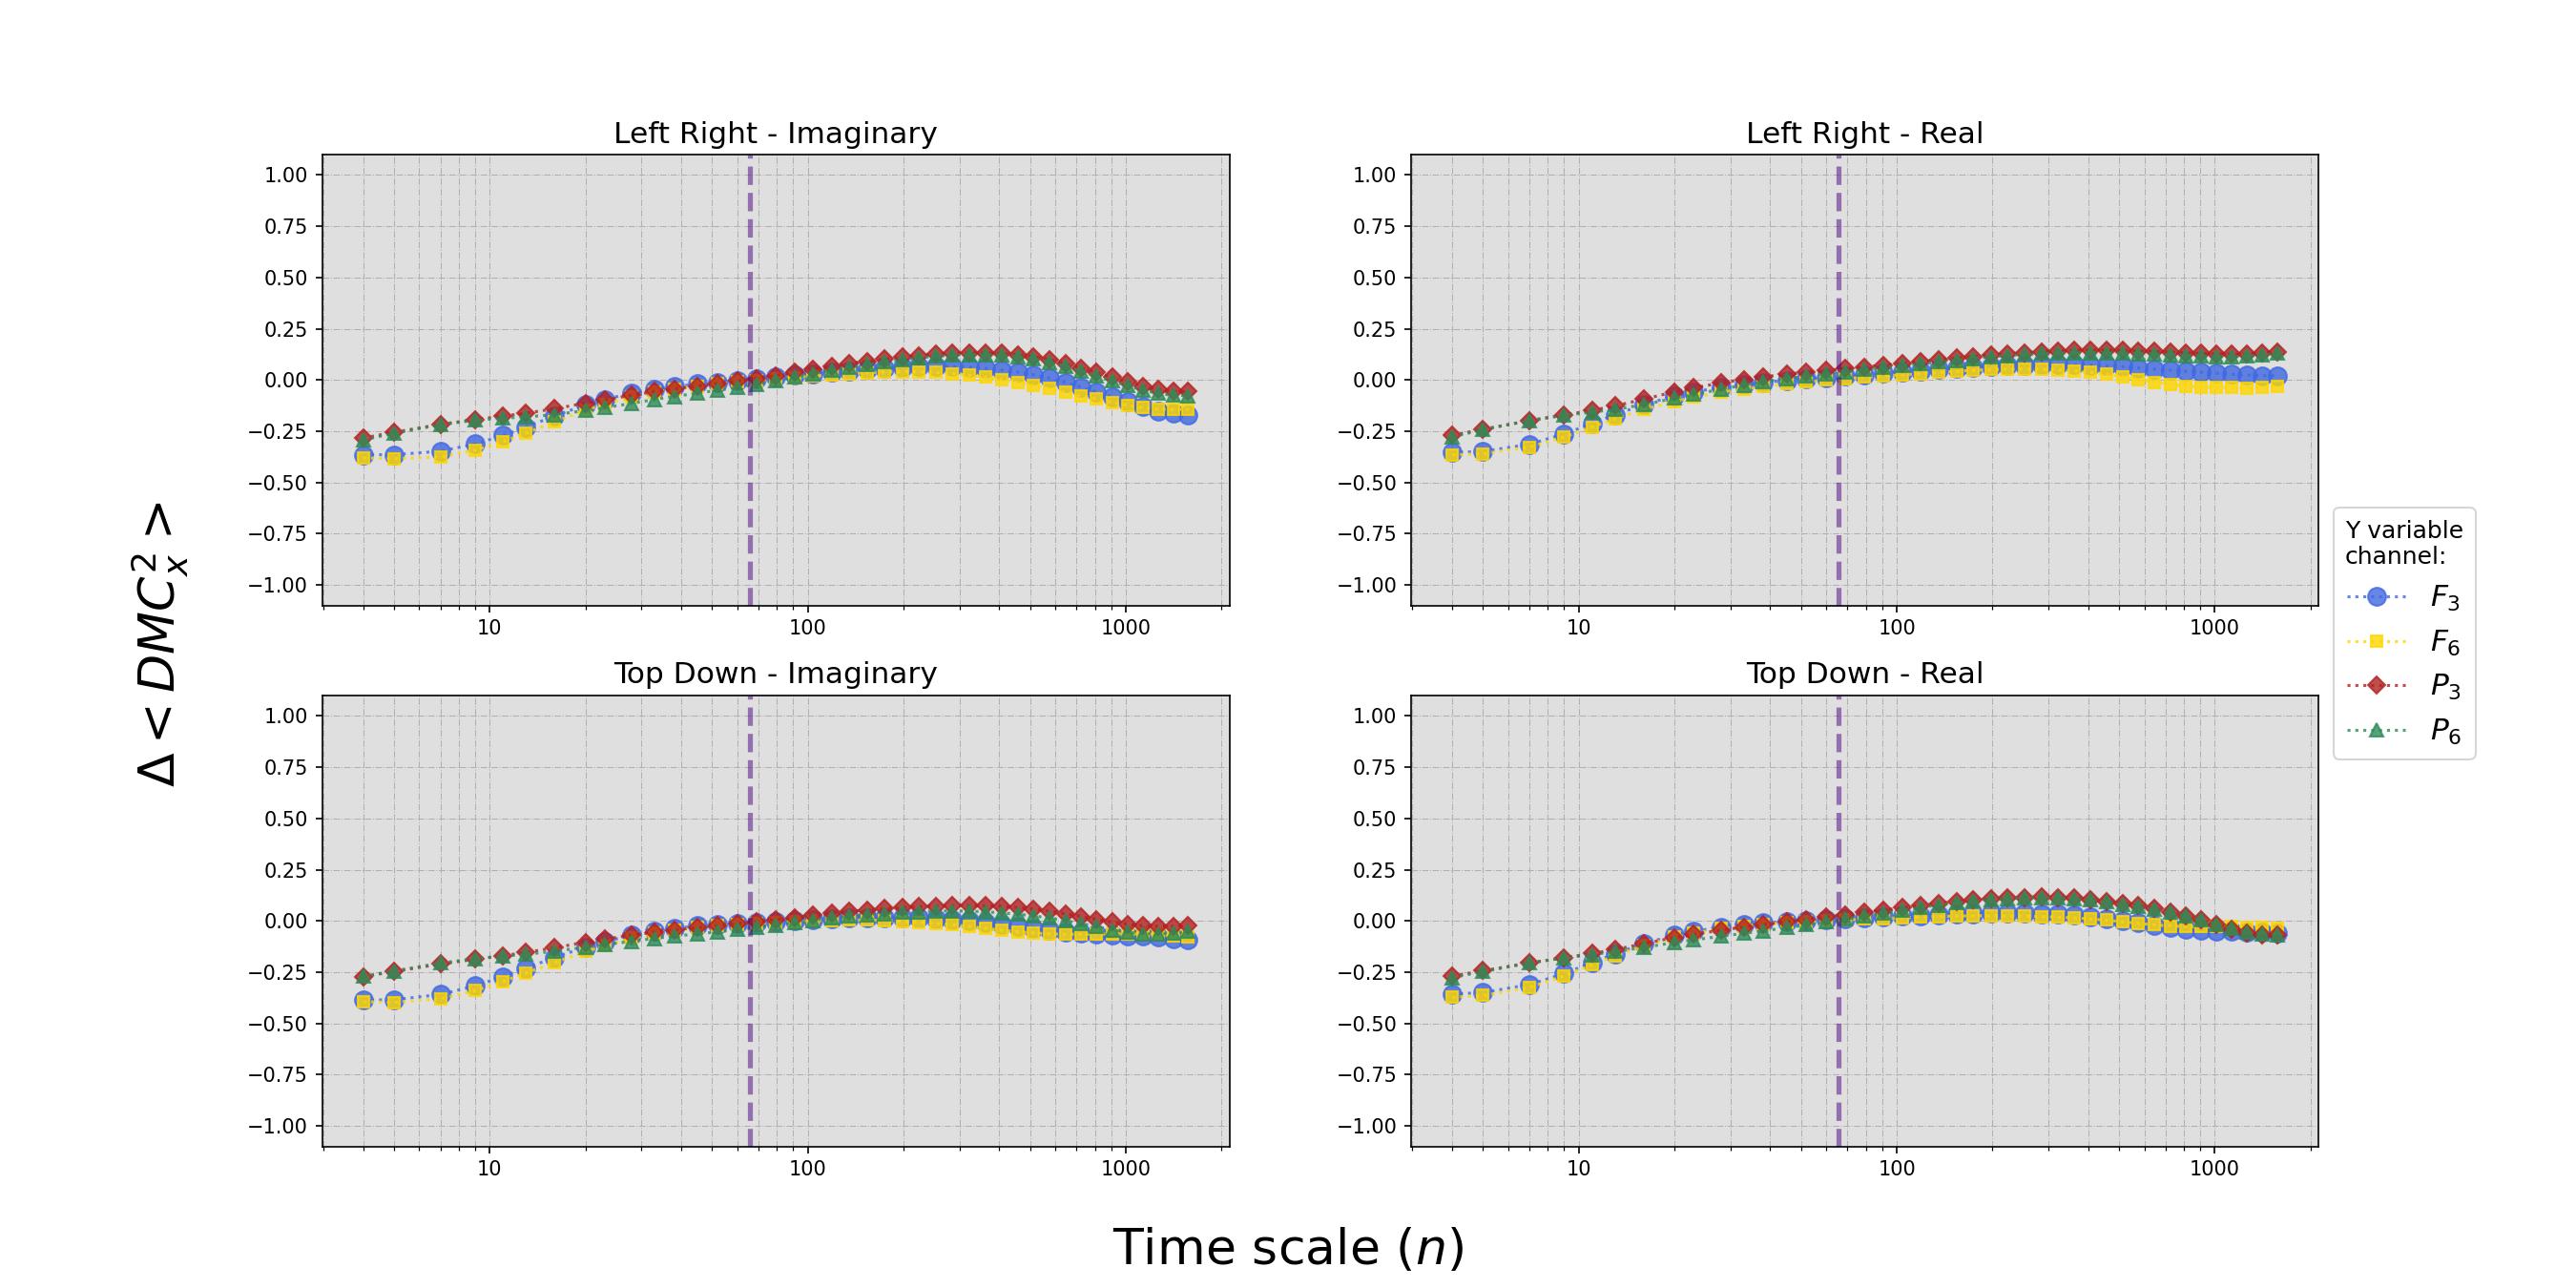 Left Right - Imaginary
1.00
0.75
0.50
0.25
0.00
−0.25
−0.50
−0.75
−1.00
10 100 1000
Left Right - Real
1.00
0.75
0.50
0.25
0.00
−0.25
−0.50
−0.75
−1.00
10 100 1000
Top Down - Imaginary
1.00
0.75
0.50
0.25
0.00
−0.25
−0.50
−0.75
−1.00
10 100 1000
Top Down - Real
1.00
0.75
0.50
0.25
0.00
−0.25
−0.50
−0.75
−1.00
10 100 1000
Δ < DMC²ₓ >
Time scale (n)
Y variable
channel:
F₃
F₆
P₃
P₆